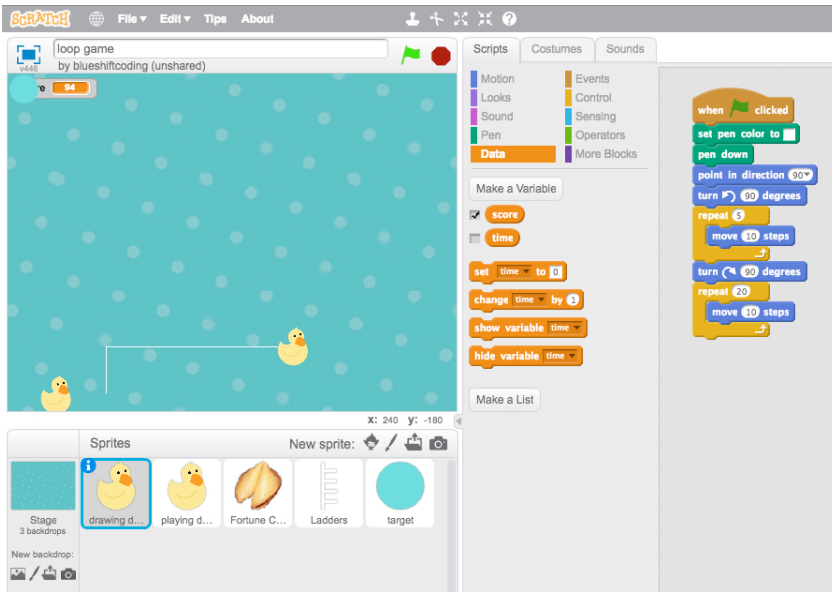 SCRATCH File ▾ Edit ▾ Tips About
loop game
v446
by blueshiftcoding (unshared)
re 94
X: 240 y: -180
Sprites New sprite:
Stage
3 backdrops
New backdrop:
drawing d...
playing d...
Fortune C...
Ladders
target
Scripts Costumes Sounds
Motion Events
Looks Control
Sound Sensing
Pen Operators
Data More Blocks
Make a Variable
score
time
set time to 0
change time by 1
show variable time
hide variable time
Make a List
when clicked
set pen color to
pen down
point in direction 90
turn 90 degrees
repeat 5
move 10 steps
turn 90 degrees
repeat 20
move 10 steps